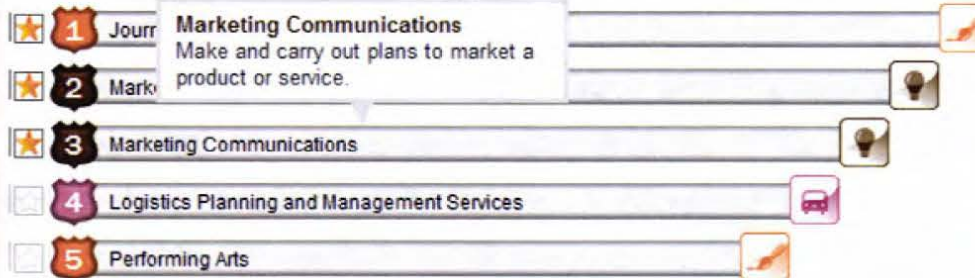 1 Jour
Marketing Communications
Make and carry out plans to market a
product or service.
2 Mark
3 Marketing Communications
4 Logistics Planning and Management Services
5 Performing Arts